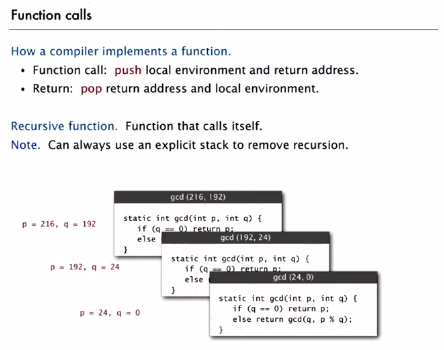 Function calls
How a compiler implements a function.
• Function call: push local environment and return address.
• Return: pop return address and local environment.
Recursive function. Function that calls itself.
Note. Can always use an explicit stack to remove recursion.
gcd (216, 192)
p = 216, q = 192
static int gcd(int p, int q) {
if (q == 0) return p;
else
}
gcd (192, 24)
p = 192, q = 24
static int gcd(int p, int q) {
if (q == 0) return p;
else
}
gcd (24, 0)
p = 24, q = 0
static int gcd(int p, int q) {
if (q == 0) return p;
else return gcd(q, p % q);
}